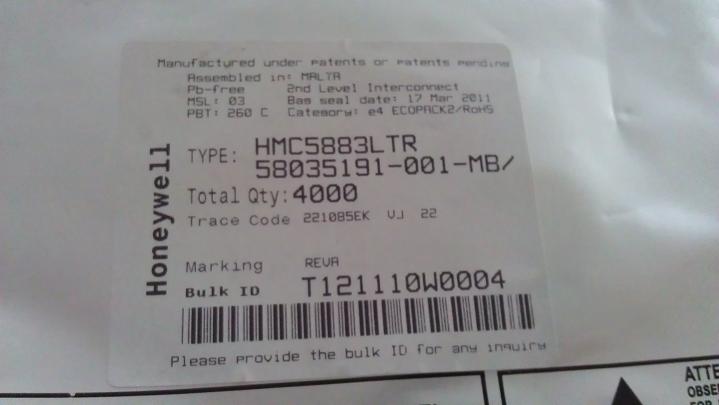 Manufactured under patents or patents pending
Assembled in: MALTA
Pb-free 2nd Level Interconnect
MSL: 03 Bag seal date: 17 Mar 2011
PBT: 260 C Category: e4 ECOPACK2/RoHS
Honeywell
TYPE: HMC5883LTR
58035191-001-MB/
Total Qty: 4000
Trace Code 221085EK VJ 22
Marking REVA
Bulk ID T121110W0004
Please provide the bulk ID for any inquiry
ATTE
OBSE